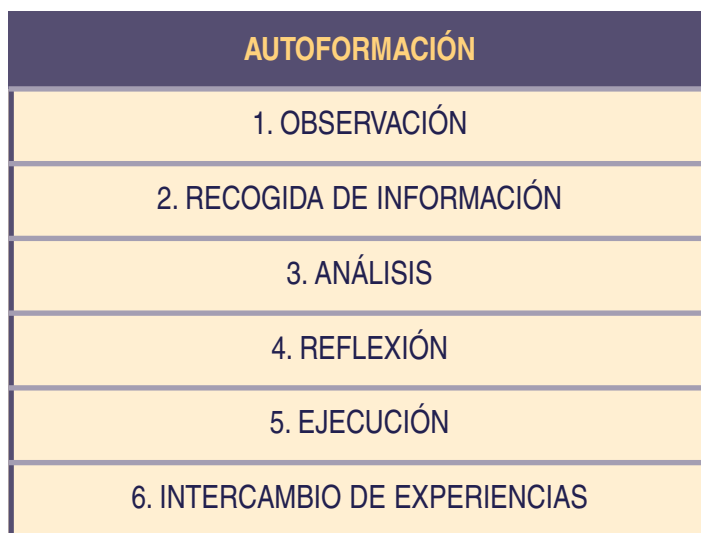 AUTOFORMACIÓN
1. OBSERVACIÓN
2. RECOGIDA DE INFORMACIÓN
3. ANÁLISIS
4. REFLEXIÓN
5. EJECUCIÓN
6. INTERCAMBIO DE EXPERIENCIAS